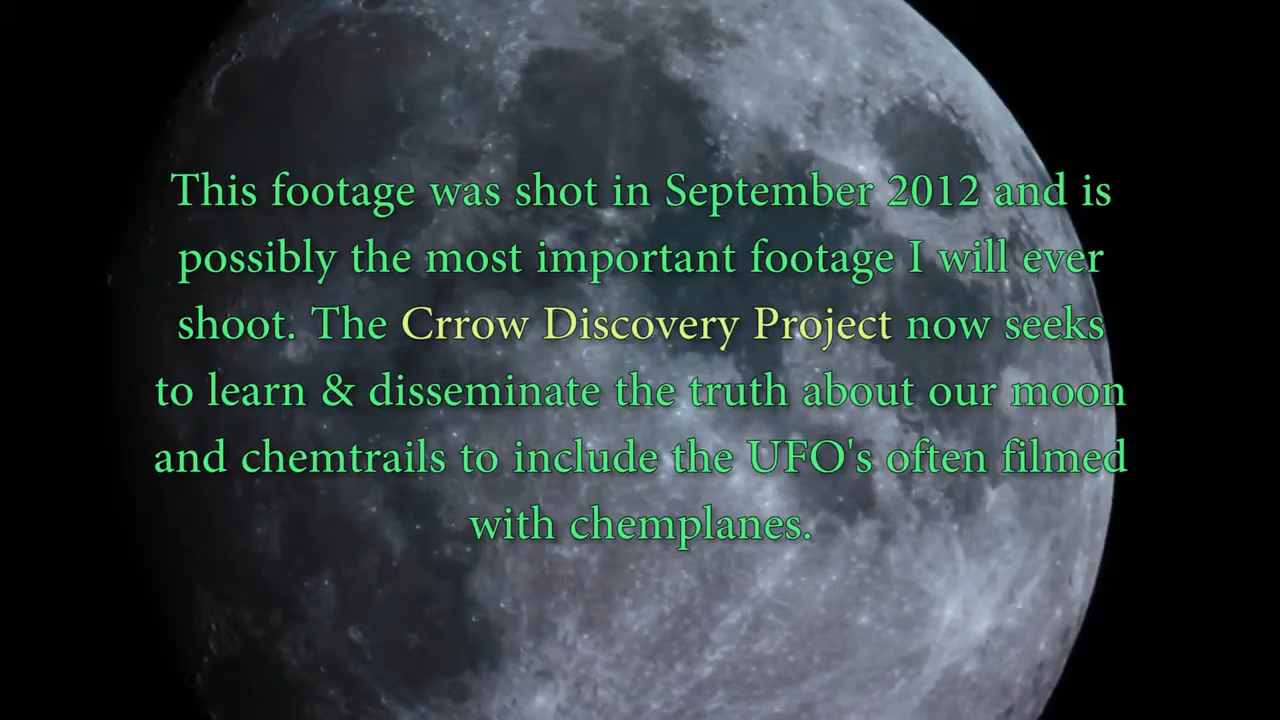 This footage was shot in September 2012 and is
possibly the most important footage I will ever
shoot. The Crrow Discovery Project now seeks
to learn & disseminate the truth about our moon
and chemtrails to include the UFO's often filmed
with chemplanes.